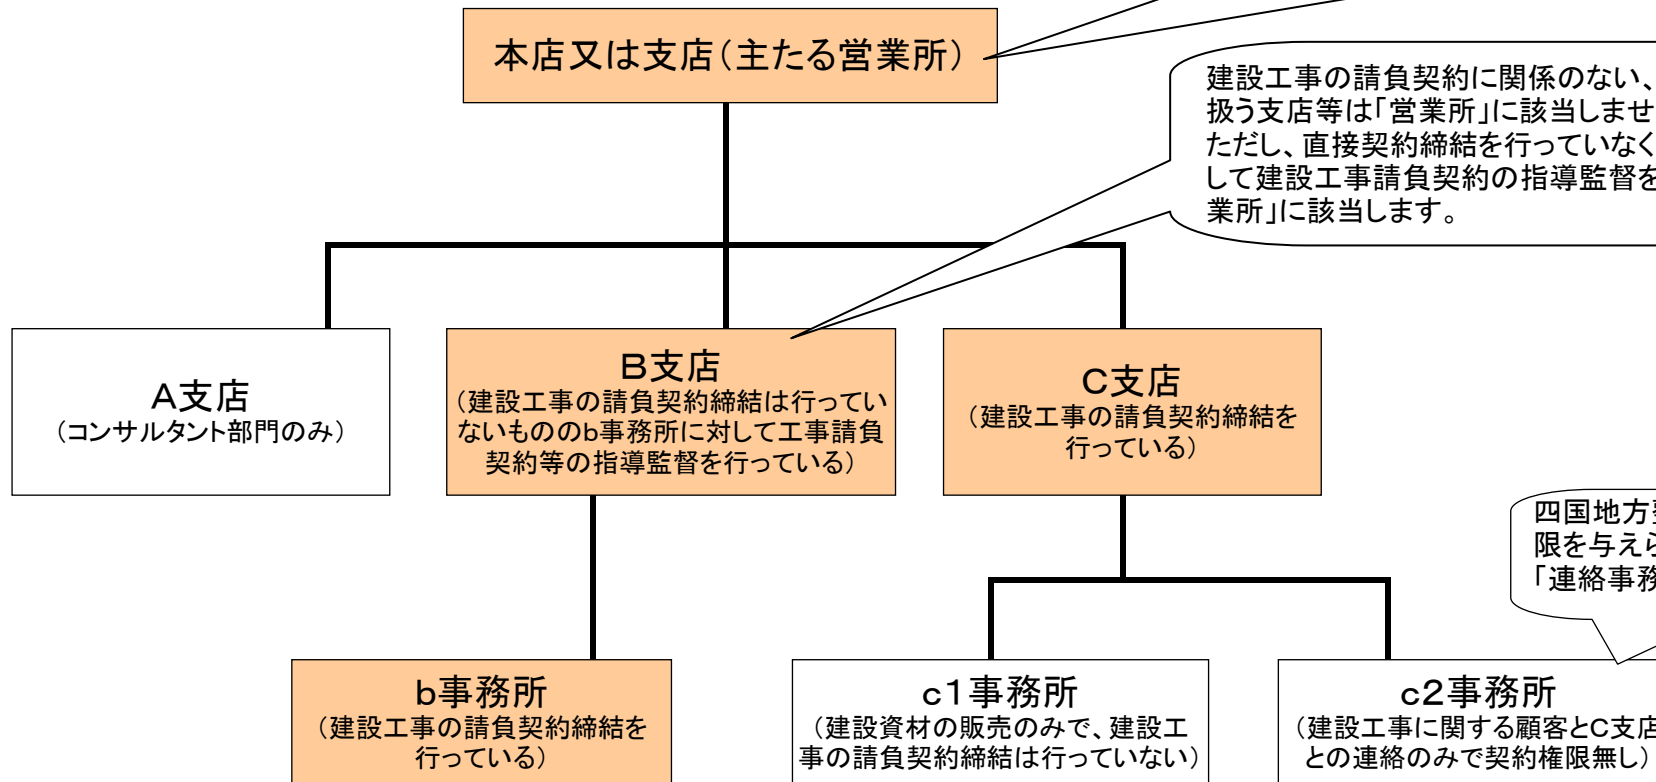 本店又は支店（主たる営業所）
建設工事の請負契約に関係のない、
扱う支店等は「営業所」に該当しませ
ただし、直接契約締結を行っていなく
して建設工事請負契約の指導監督を
業所」に該当します。
A支店
（コンサルタント部門のみ）
B支店
（建設工事の請負契約締結は行ってい
ないもののb事務所に対して工事請負
契約等の指導監督を行っている）
C支店
（建設工事の請負契約締結を
行っている）
四国地方
限を与えら
「連絡事務
b事務所
（建設工事の請負契約締結を
行っている）
c1事務所
（建設資材の販売のみで、建設工
事の請負契約締結は行っていない）
c2事務所
（建設工事に関する顧客とC支店
との連絡のみで契約権限無し）